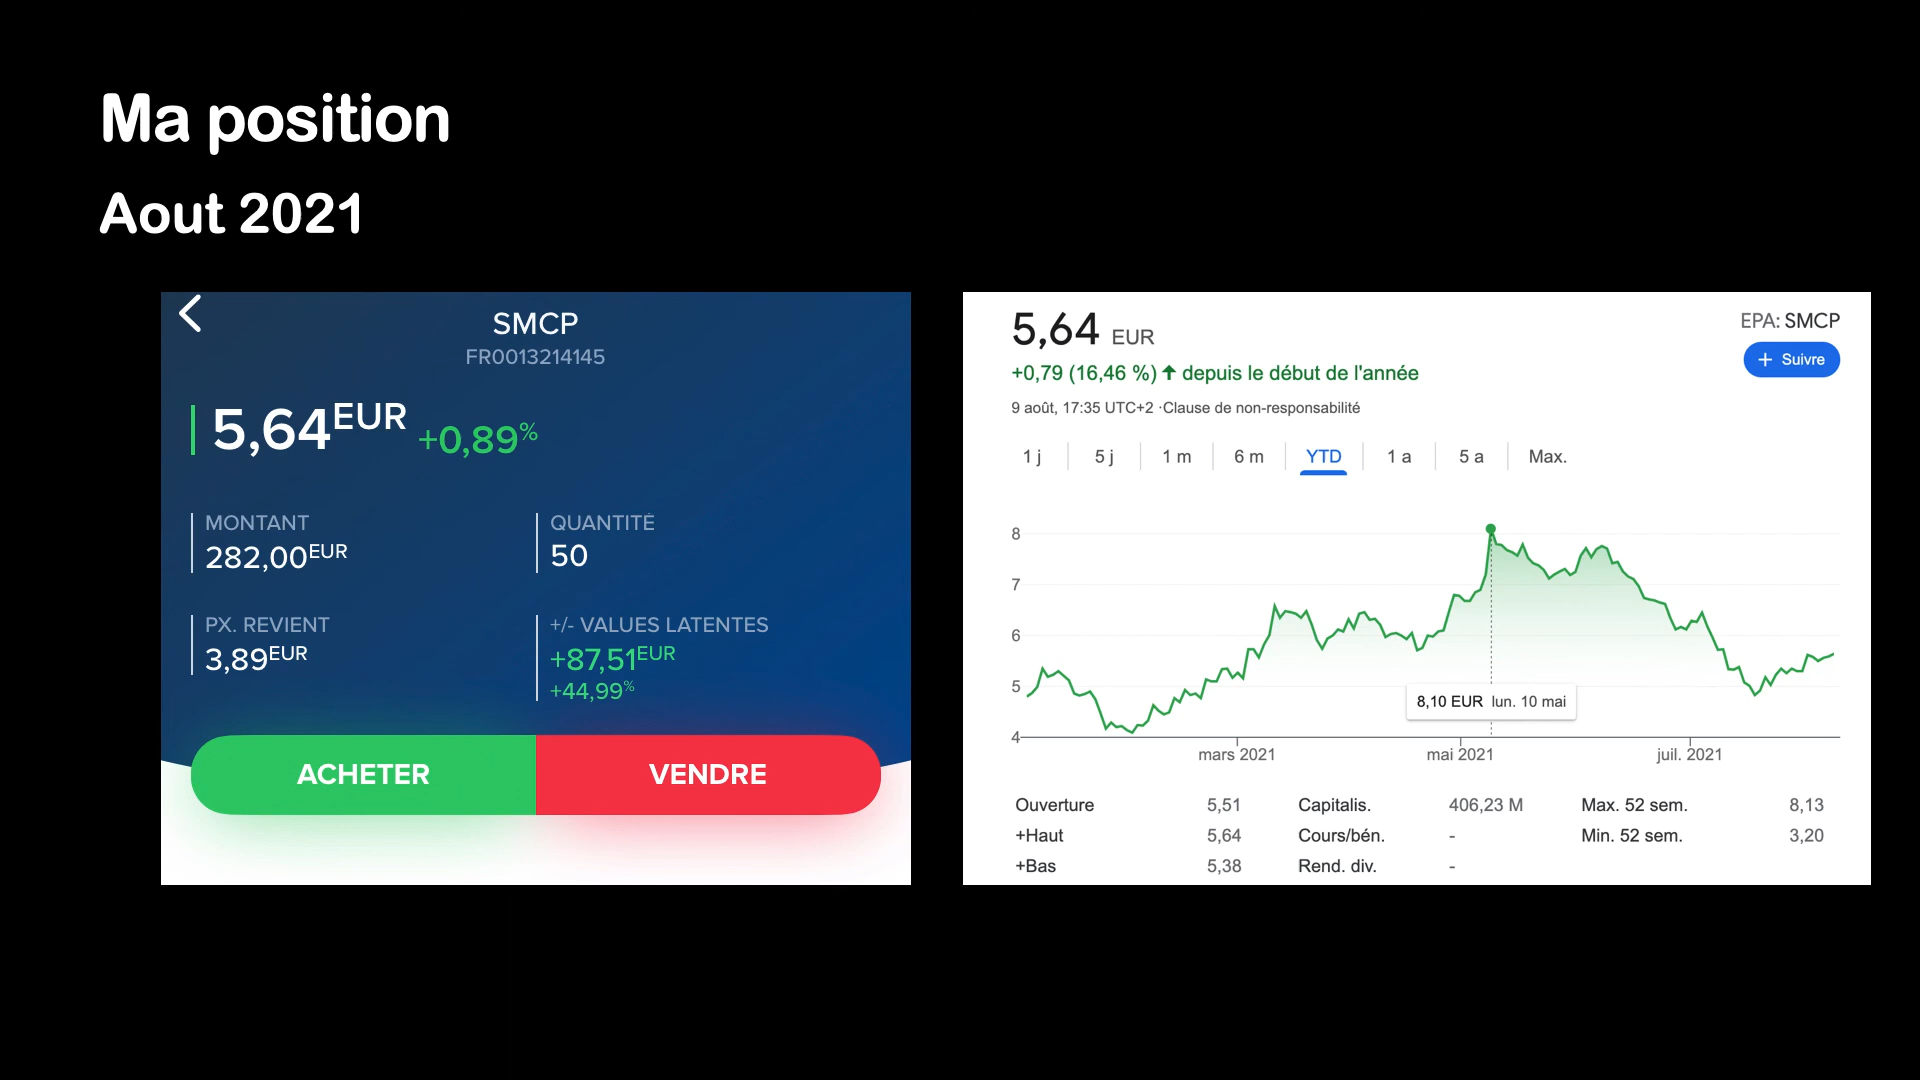 Ma position
Aout 2021
SMCP
FR0013214145
5,64EUR +0,89%
MONTANT
282,00EUR
QUANTITÉ
50
PX. REVIENT
3,89EUR
+/- VALUES LATENTES
+87,51EUR
+44,99%
ACHETER
VENDRE
5,64 EUR
EPA: SMCP
+ Suivre
+0,79 (16,46 %) ↑ depuis le début de l'année
9 août, 17:35 UTC+2 ·Clause de non-responsabilité
1 j 5 j 1 m 6 m YTD 1 a 5 a Max.
8
7
6
5
4
8,10 EUR lun. 10 mai
mars 2021 mai 2021 juil. 2021
Ouverture 5,51 Capitalis. 406,23 M Max. 52 sem. 8,13
+Haut 5,64 Cours/bén. - Min. 52 sem. 3,20
+Bas 5,38 Rend. div. -